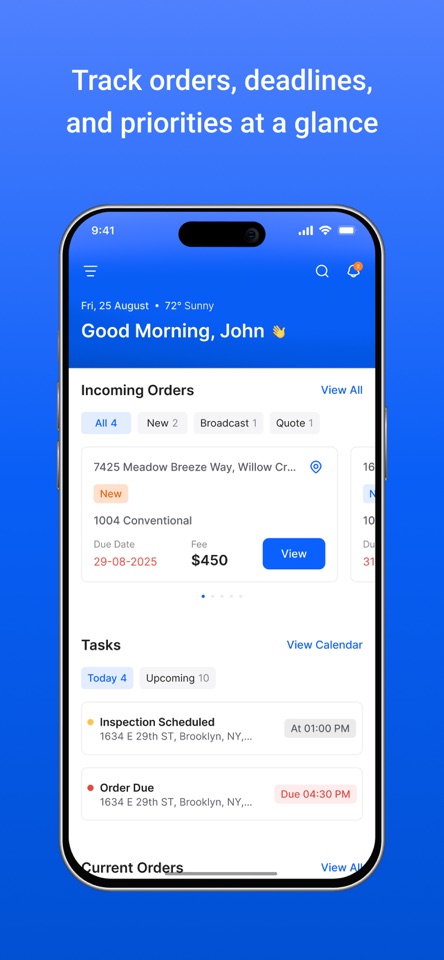 Track orders, deadlines,
and priorities at a glance
9:41
Fri, 25 August • 72° Sunny
Good Morning, John 👋
Incoming Orders
View All
All 4
New 2
Broadcast 1
Quote 1
7425 Meadow Breeze Way, Willow Cr...
16
New
N
1004 Conventional
10
Due Date
Fee
Du
29-08-2025
$450
View
31
Tasks
View Calendar
Today 4
Upcoming 10
Inspection Scheduled
1634 E 29th ST, Brooklyn, NY,...
At 01:00 PM
Order Due
1634 E 29th ST, Brooklyn, NY,...
Due 04:30 PM
Current Orders
View All